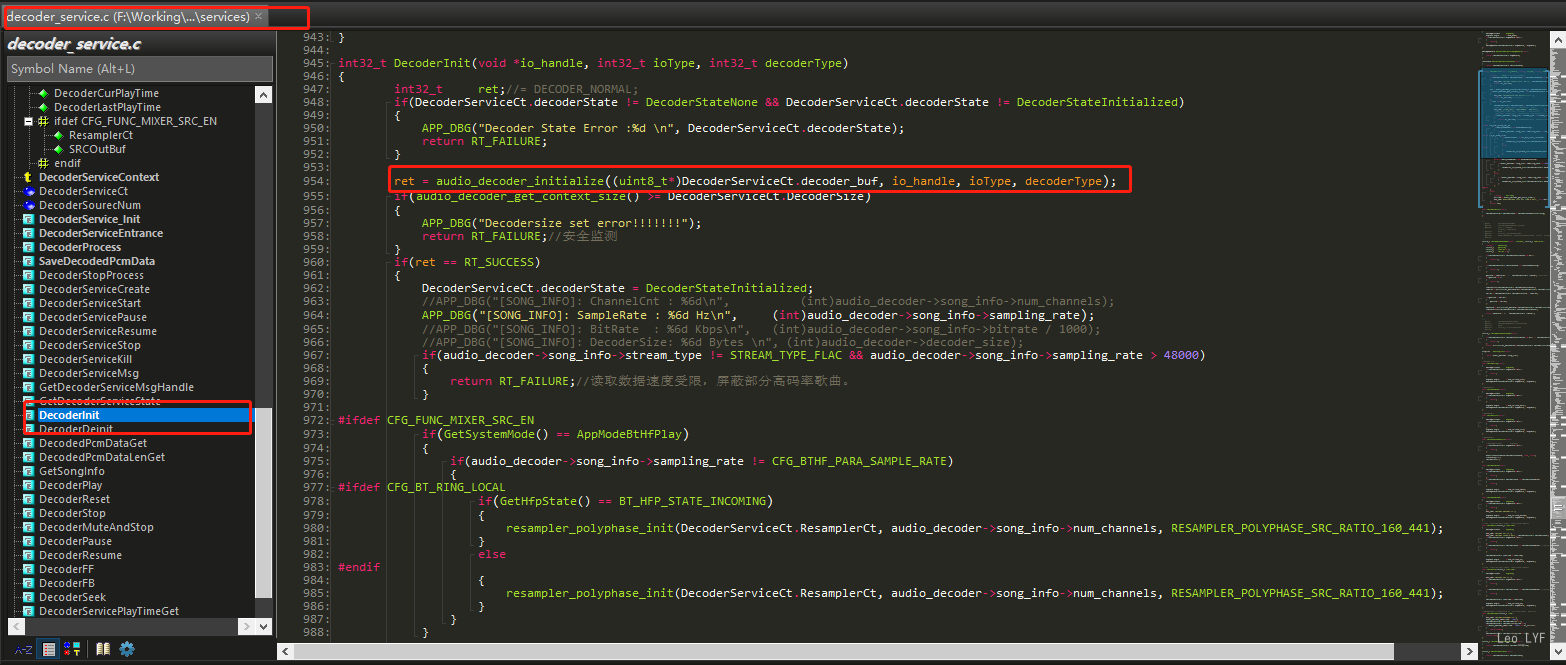 decoder_service.c (F:\Working\...\services) ×
decoder_service.c
Symbol Name (Alt+L)
DecoderCurPlayTime
DecoderLastPlayTime
ifdef CFG_FUNC_MIXER_SRC_EN
ResamplerCt
SRCOutBuf
endif
DecoderServiceContext
DecoderServiceCt
DecoderSourecNum
DecoderService_Init
DecoderServiceEntrance
DecoderProcess
SaveDecodedPcmData
DecoderStopProcess
DecoderServiceCreate
DecoderServiceStart
DecoderServicePause
DecoderServiceResume
DecoderServiceStop
DecoderServiceKill
DecoderServiceMsg
GetDecoderServiceMsgHandle
GetDecoderServiceState
DecoderInit
DecoderDeinit
DecodedPcmDataGet
DecodedPcmDataLenGet
GetSongInfo
DecoderPlay
DecoderReset
DecoderStop
DecoderMuteAndStop
DecoderPause
DecoderResume
DecoderFF
DecoderFB
DecoderSeek
DecoderServicePlayTimeGet
A-Z
943: }
944:
945: int32_t DecoderInit(void *io_handle, int32_t ioType, int32_t decoderType)
946: {
947: int32_t ret;//= DECODER_NORMAL;
948: if(DecoderServiceCt.decoderState != DecoderStateNone && DecoderServiceCt.decoderState != DecoderStateInitialized)
949: {
950: APP_DBG("Decoder State Error :%d \n", DecoderServiceCt.decoderState);
951: return RT_FAILURE;
952: }
953:
954: ret = audio_decoder_initialize((uint8_t*)DecoderServiceCt.decoder_buf, io_handle, ioType, decoderType);
955: if(audio_decoder_get_context_size() >= DecoderServiceCt.DecoderSize)
956: {
957: APP_DBG("Decodersize set error!!!!!!!");
958: return RT_FAILURE;//安全监测
959: }
960: if(ret == RT_SUCCESS)
961: {
962: DecoderServiceCt.decoderState = DecoderStateInitialized;
963: //APP_DBG("[SONG_INFO]: ChannelCnt : %6d\n", (int)audio_decoder->song_info->num_channels);
964: APP_DBG("[SONG_INFO]: SampleRate : %6d Hz\n", (int)audio_decoder->song_info->sampling_rate);
965: //APP_DBG("[SONG_INFO]: BitRate : %6d Kbps\n", (int)audio_decoder->song_info->bitrate / 1000);
966: //APP_DBG("[SONG_INFO]: DecoderSize: %6d Bytes \n", (int)audio_decoder->decoder_size);
967: if(audio_decoder->song_info->stream_type != STREAM_TYPE_FLAC && audio_decoder->song_info->sampling_rate > 48000)
968: {
969: return RT_FAILURE;//读取数据速度受限，屏蔽部分高码率歌曲。
970: }
971:
972: #ifdef CFG_FUNC_MIXER_SRC_EN
973: if(GetSystemMode() == AppModeBtHfPlay)
974: {
975: if(audio_decoder->song_info->sampling_rate != CFG_BTHF_PARA_SAMPLE_RATE)
976: {
977: #ifdef CFG_BT_RING_LOCAL
978: if(GetHfpState() == BT_HFP_STATE_INCOMING)
979: {
980: resampler_polyphase_init(DecoderServiceCt.ResamplerCt, audio_decoder->song_info->num_channels, RESAMPLER_POLYPHASE_SRC_RATIO_160_441);
981: }
982: else
983: #endif
984: {
985: resampler_polyphase_init(DecoderServiceCt.ResamplerCt, audio_decoder->song_info->num_channels, RESAMPLER_POLYPHASE_SRC_RATIO_160_441);
986: }
987: }
988: }
Leo LYF